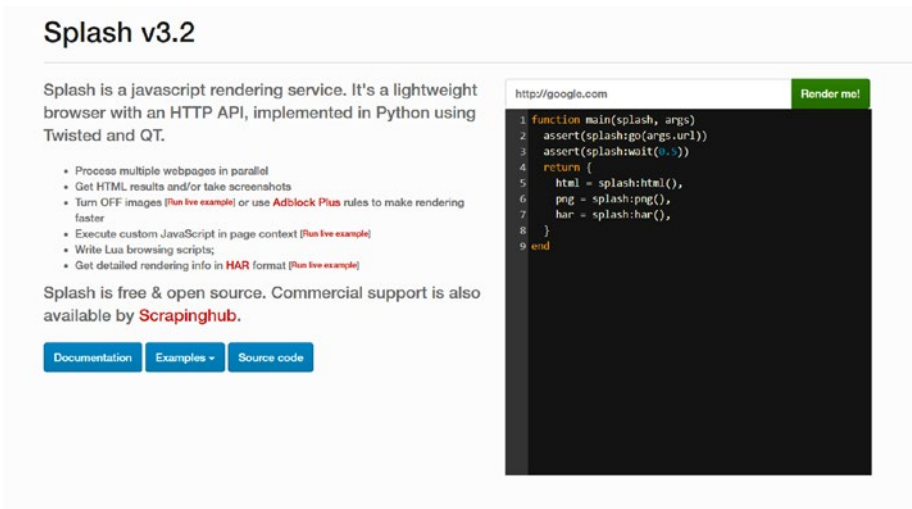 Splash v3.2
Splash is a javascript rendering service. It's a lightweight
browser with an HTTP API, implemented in Python using
Twisted and QT.
Process multiple webpages in parallel
Get HTML results and/or take screenshots
Turn OFF images [Run live example] or use Adblock Plus rules to make rendering
faster
Execute custom JavaScript in page context [Run live example]
Write Lua browsing scripts;
Get detailed rendering info in HAR format [Run live example]
Splash is free & open source. Commercial support is also
available by Scrapinghub.
Documentation
Examples
Source code
http://google.com
Render me!
1 function main(splash, args)
2 assert(splash:go(args.url))
3 assert(splash:wait(0.5))
4 return {
5 html = splash:html(),
6 png = splash:png(),
7 har = splash:har(),
8 }
9 end